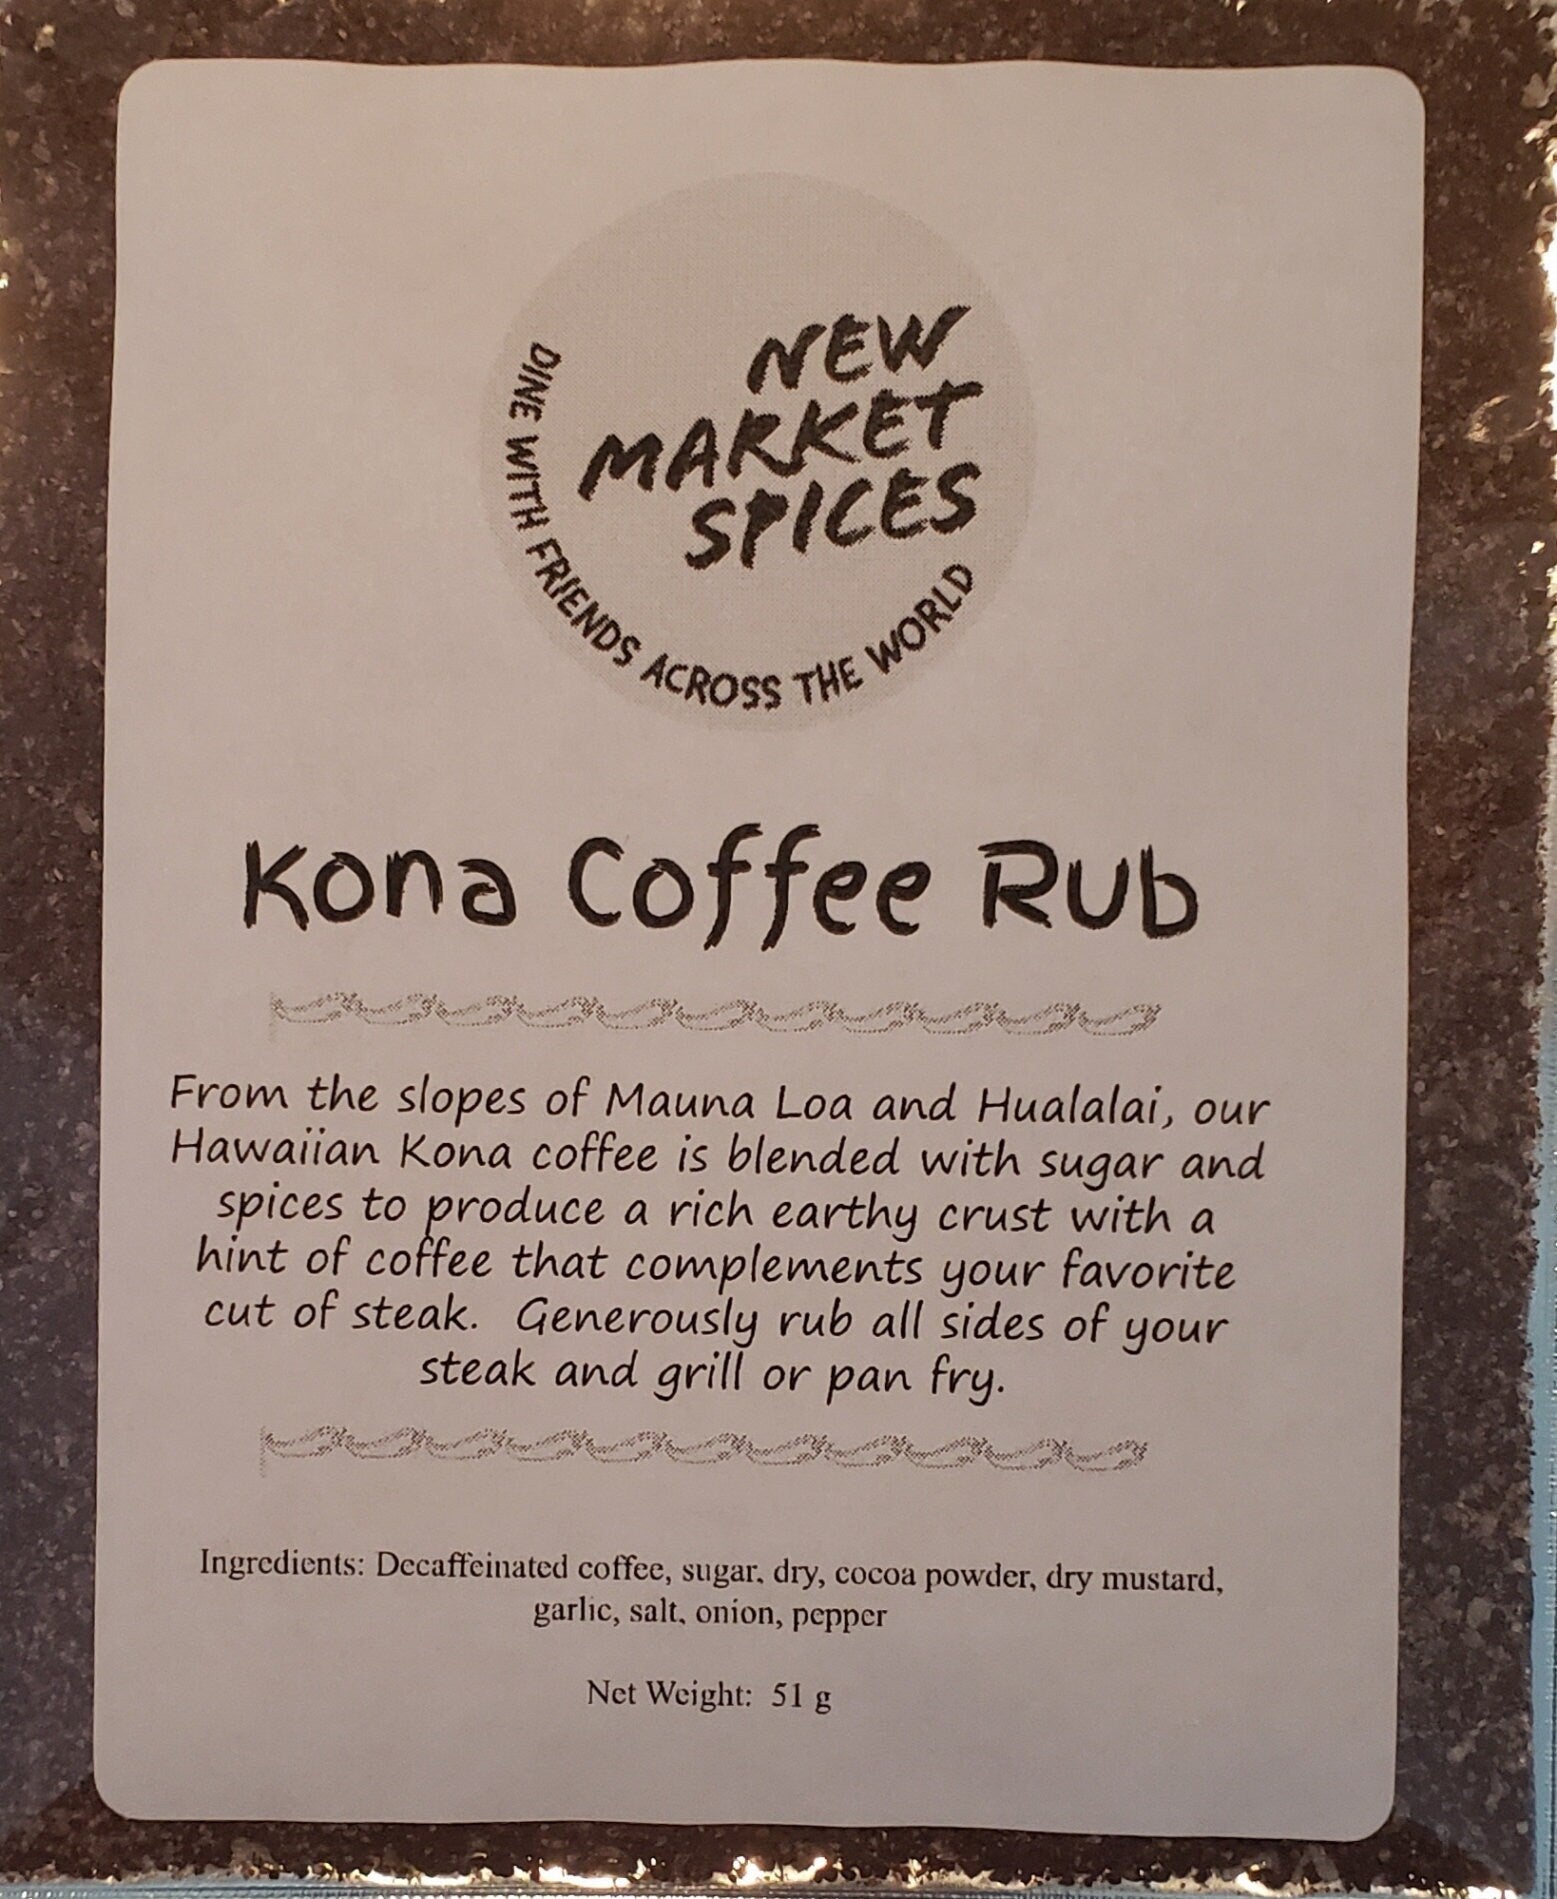 NEW
MARKET
SPICES
DINE WITH FRIENDS ACROSS THE WORLD
Kona Coffee Rub
From the slopes of Mauna Loa and Hualalai, our
Hawaiian Kona coffee is blended with sugar and
spices to produce a rich earthy crust with a
hint of coffee that complements your favorite
cut of steak. Generously rub all sides of your
steak and grill or pan fry.
Ingredients: Decaffeinated coffee, sugar, dry, cocoa powder, dry mustard,
garlic, salt, onion, pepper
Net Weight: 51 g